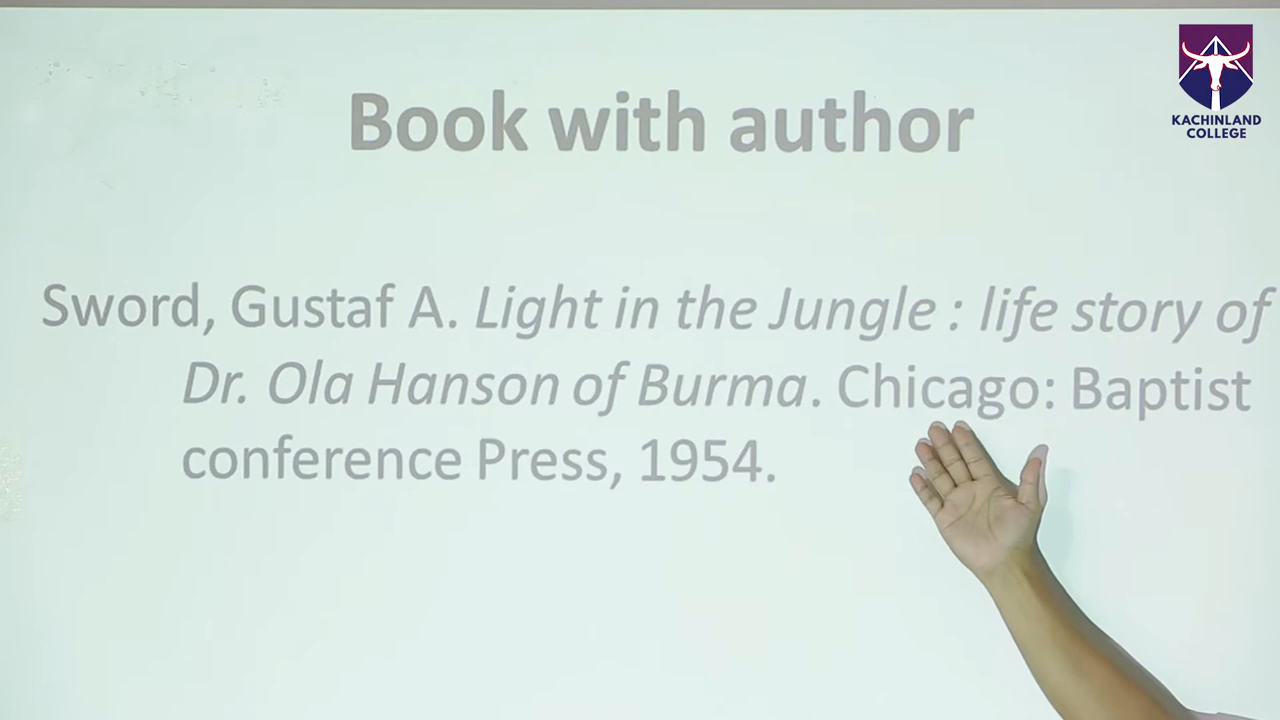 KACHINLAND
COLLEGE
Book with author
Sword, Gustaf A. Light in the Jungle : life story of
Dr. Ola Hanson of Burma. Chicago: Baptist
conference Press, 1954.